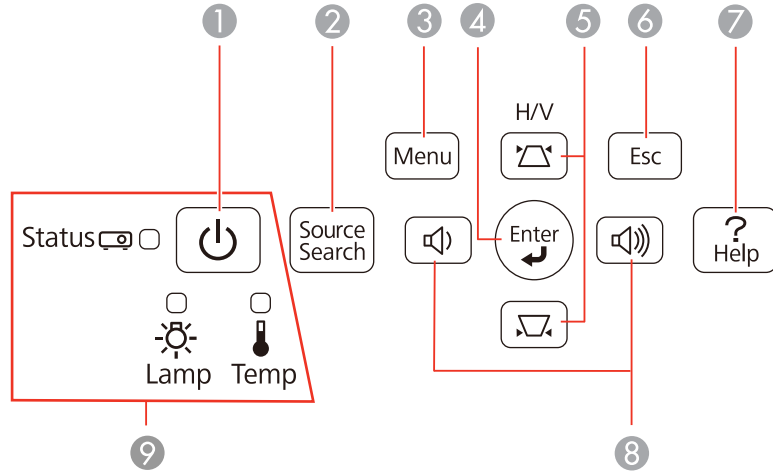 1
2
3
4
5
6
7
H/V
Menu
Esc
Status
Source
Search
Enter
?
Help
Lamp
Temp
9
8